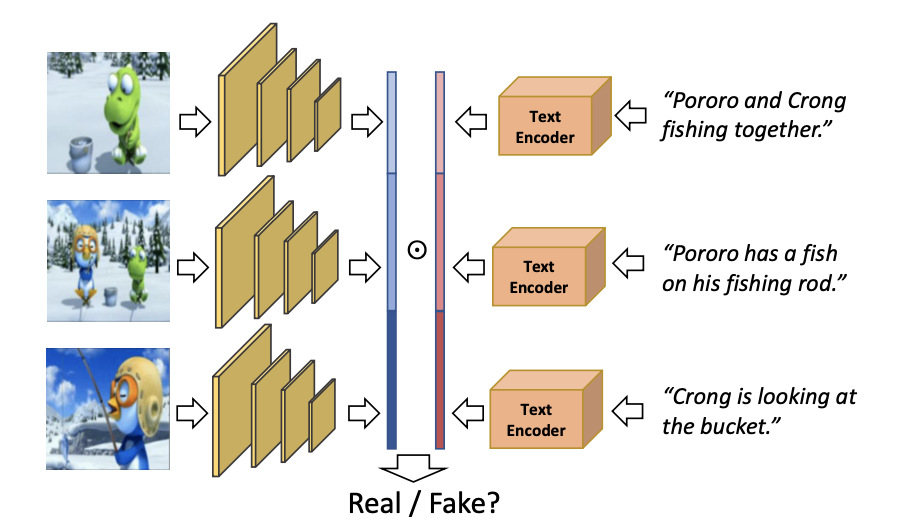 Text
Encoder
“Pororo and Crong
fishing together.”
Text
Encoder
“Pororo has a fish
on his fishing rod.”
Text
Encoder
“Crong is looking at
the bucket.”
Real / Fake?